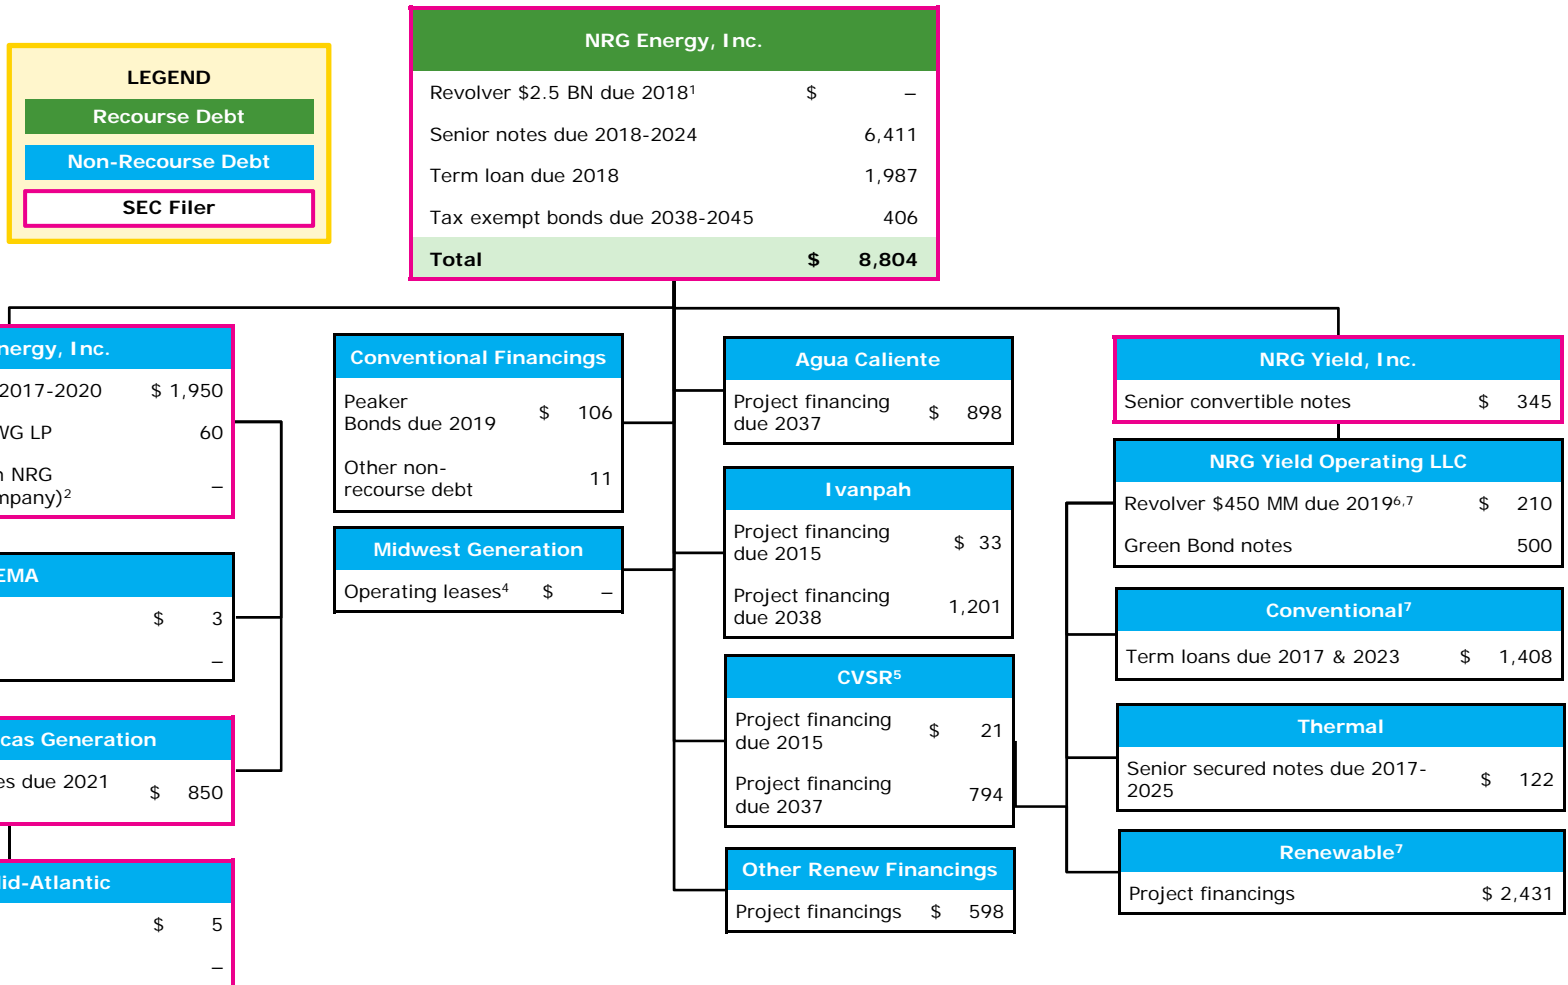 NRG Energy, Inc.
Revolver $2.5 BN due 2018¹ $ –
Senior notes due 2018-2024 6,411
Term loan due 2018 1,987
Tax exempt bonds due 2038-2045 406
Total $ 8,804
LEGEND
Recourse Debt
Non-Recourse Debt
SEC Filer
nergy, Inc.
2017-2020 $ 1,950
WG LP 60
n NRG
mpany)² –
EMA
$ 3
–
cas Generation
es due 2021 $ 850
id-Atlantic
$ 5
–
Conventional Financings
Peaker
Bonds due 2019 $ 106
Other non-
recourse debt 11
Midwest Generation
Operating leases⁴ $ –
Agua Caliente
Project financing
due 2037 $ 898
Ivanpah
Project financing
due 2015 $ 33
Project financing
due 2038 1,201
CVSR⁵
Project financing
due 2015 $ 21
Project financing
due 2037 794
Other Renew Financings
Project financings $ 598
NRG Yield, Inc.
Senior convertible notes $ 345
NRG Yield Operating LLC
Revolver $450 MM due 2019⁶,⁷ $ 210
Green Bond notes 500
Conventional⁷
Term loans due 2017 & 2023 $ 1,408
Thermal
Senior secured notes due 2017-
2025 $ 122
Renewable⁷
Project financings $ 2,431